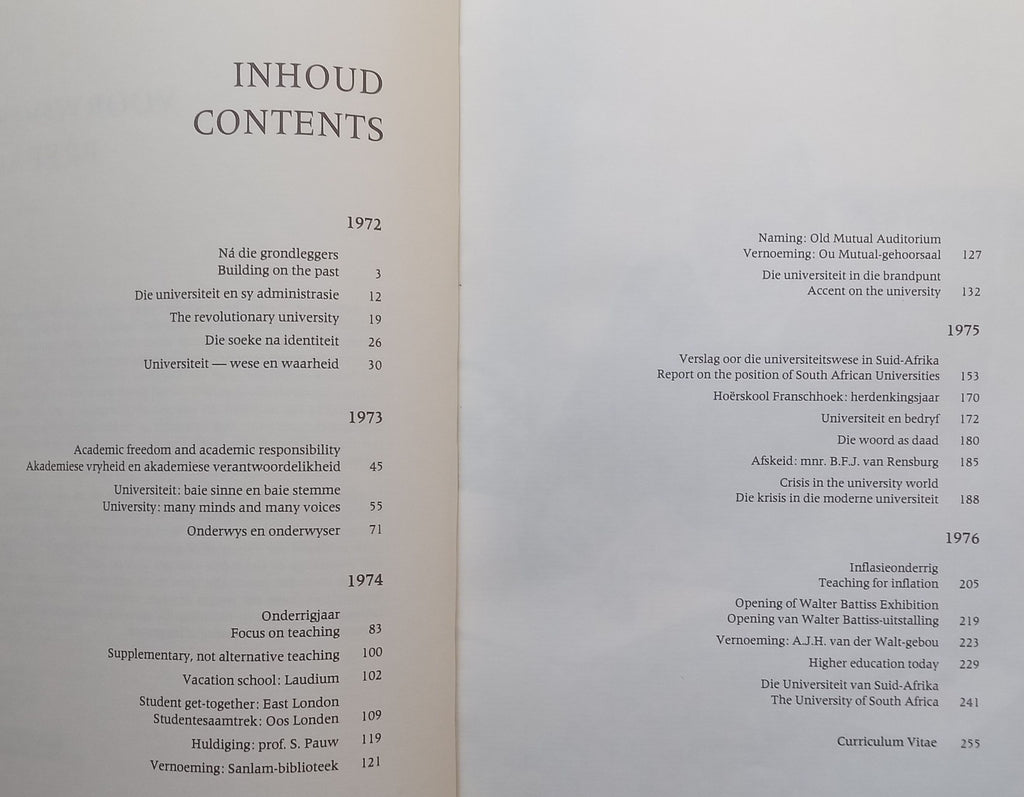 INHOUD
CONTENTS
1972
Ná die grondleggers
Building on the past 3
Die universiteit en sy administrasie 12
The revolutionary university 19
Die soeke na identiteit 26
Universiteit — wese en waarheid 30
1973
Academic freedom and academic responsibility
Akademiese vryheid en akademiese verantwoordelikheid 45
Universiteit: baie sinne en baie stemme
University: many minds and many voices 55
Onderwys en onderwyser 71
1974
Onderrigjaar
Focus on teaching 83
Supplementary, not alternative teaching 100
Vacation school: Laudium 102
Student get-together: East London
Studentesaamtrek: Oos Londen 109
Huldiging: prof. S. Pauw 119
Vernoeming: Sanlam-biblioteek 121
Naming: Old Mutual Auditorium
Vernoeming: Ou Mutual-gehoorsaal 127
Die universiteit in die brandpunt
Accent on the university 132
1975
Verslag oor die universiteitswese in Suid-Afrika
Report on the position of South African Universities 153
Hoërskool Franschhoek: herdenkingsjaar 170
Universiteit en bedryf 172
Die woord as daad 180
Afskeid: mnr. B.F.J. van Rensburg 185
Crisis in the university world
Die krisis in die moderne universiteit 188
1976
Inflasieonderrig
Teaching for inflation 205
Opening of Walter Battiss Exhibition
Opening van Walter Battiss-uitstalling 219
Vernoeming: A.J.H. van der Walt-gebou 223
Higher education today 229
Die Universiteit van Suid-Afrika
The University of South Africa 241
Curriculum Vitae 255